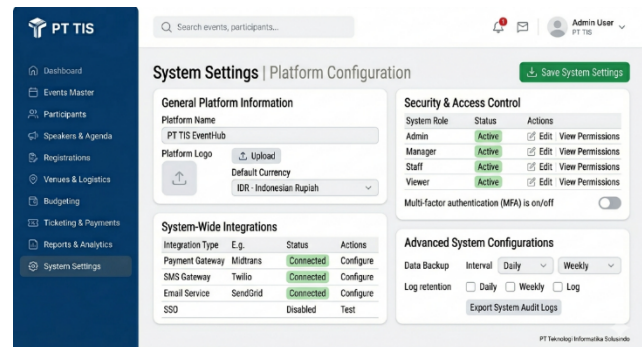 PT TIS
Search events, participants...
Admin User
PT TIS
Dashboard
Events Master
Participants
Speakers & Agenda
Registrations
Venues & Logistics
Budgeting
Ticketing & Payments
Reports & Analytics
System Settings
System Settings | Platform Configuration
Save System Settings
General Platform Information
Platform Name
PT TIS EventHub
Platform Logo
Upload
Default Currency
IDR - Indonesian Rupiah
System-Wide Integrations
Integration Type E.g. Status Actions
Payment Gateway Midtrans Connected Configure
SMS Gateway Twilio Connected Configure
Email Service SendGrid Connected Configure
SSO Disabled Test
Security & Access Control
System Role Status Actions
Admin Active Edit View Permissions
Manager Active Edit View Permissions
Staff Active Edit View Permissions
Viewer Active Edit View Permissions
Multi-factor authentication (MFA) is on/off
Advanced System Configurations
Data Backup Interval Daily Weekly
Log retention Daily Weekly Log
Export System Audit Logs
PT Teknologi Informatika Solusindo